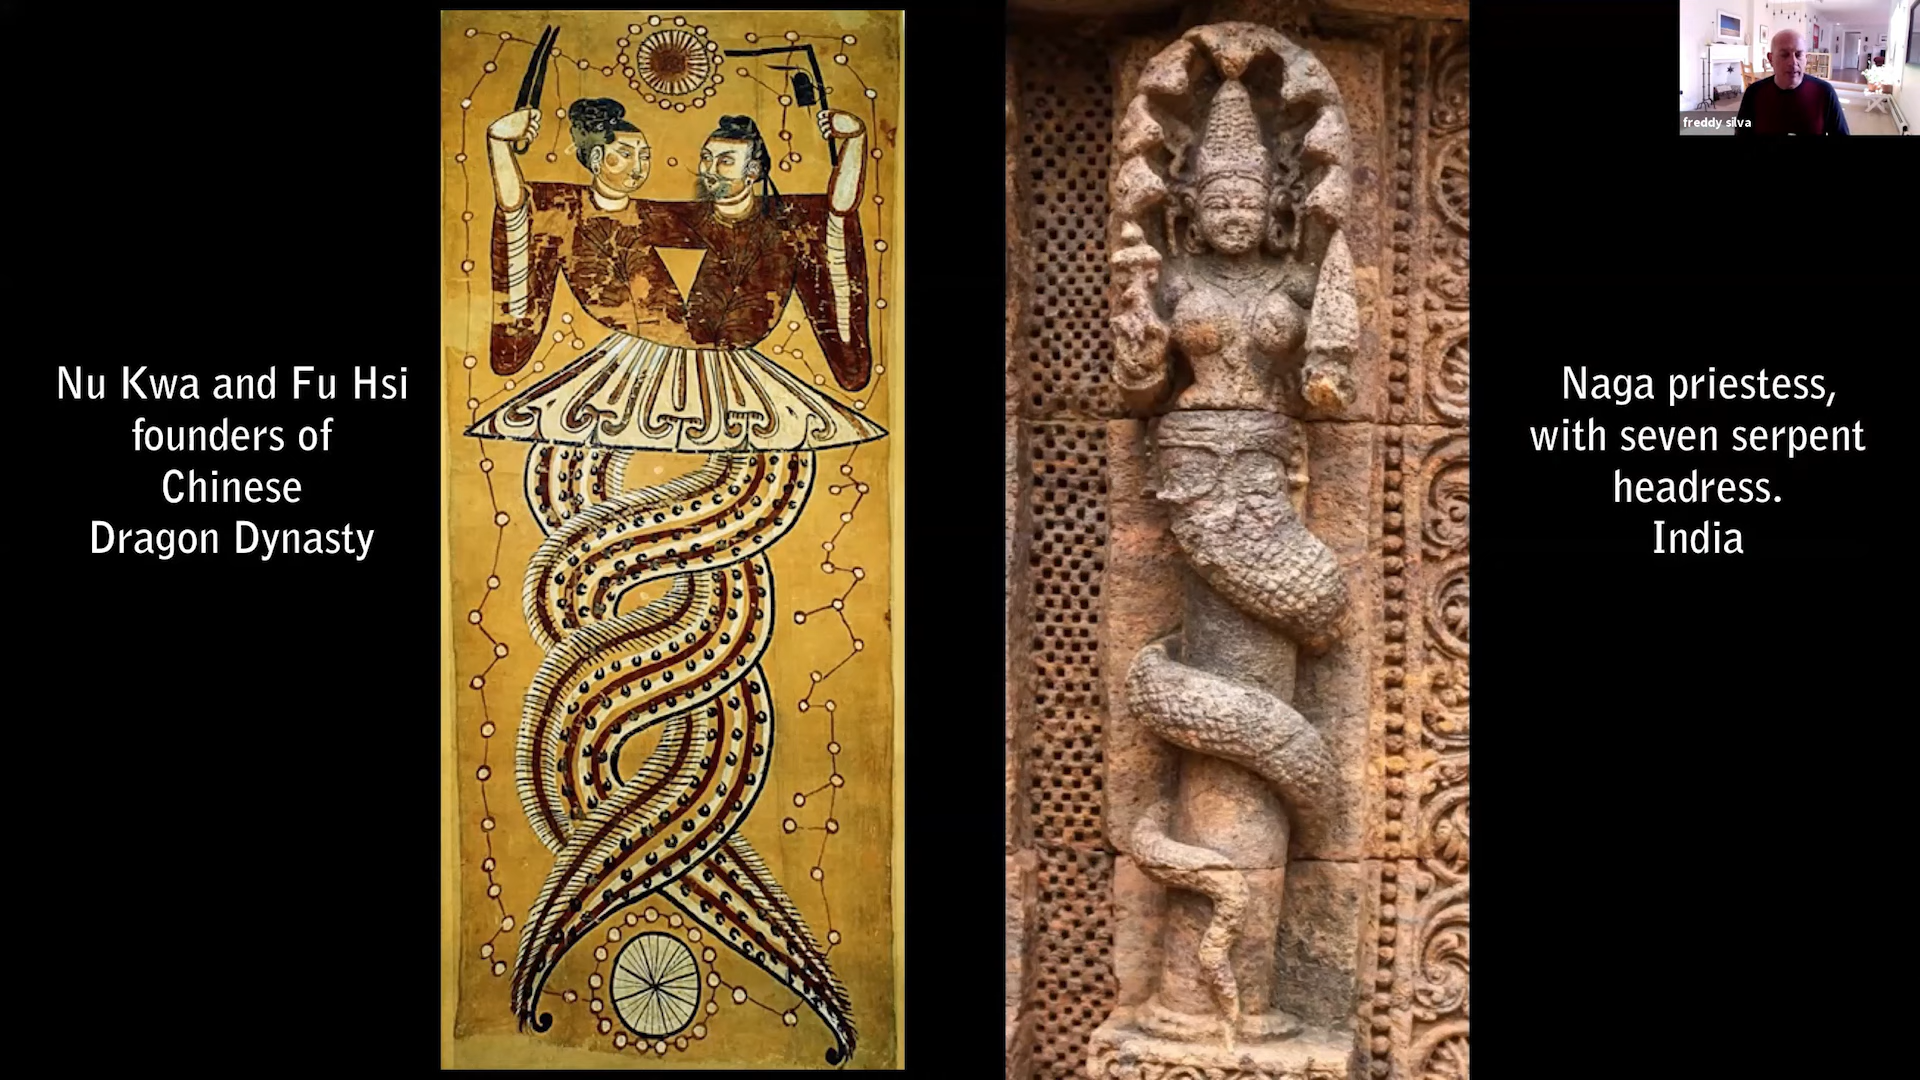 freddy silva
Nu Kwa and Fu Hsi
founders of
Chinese
Dragon Dynasty
Naga priestess,
with seven serpent
headress.
India